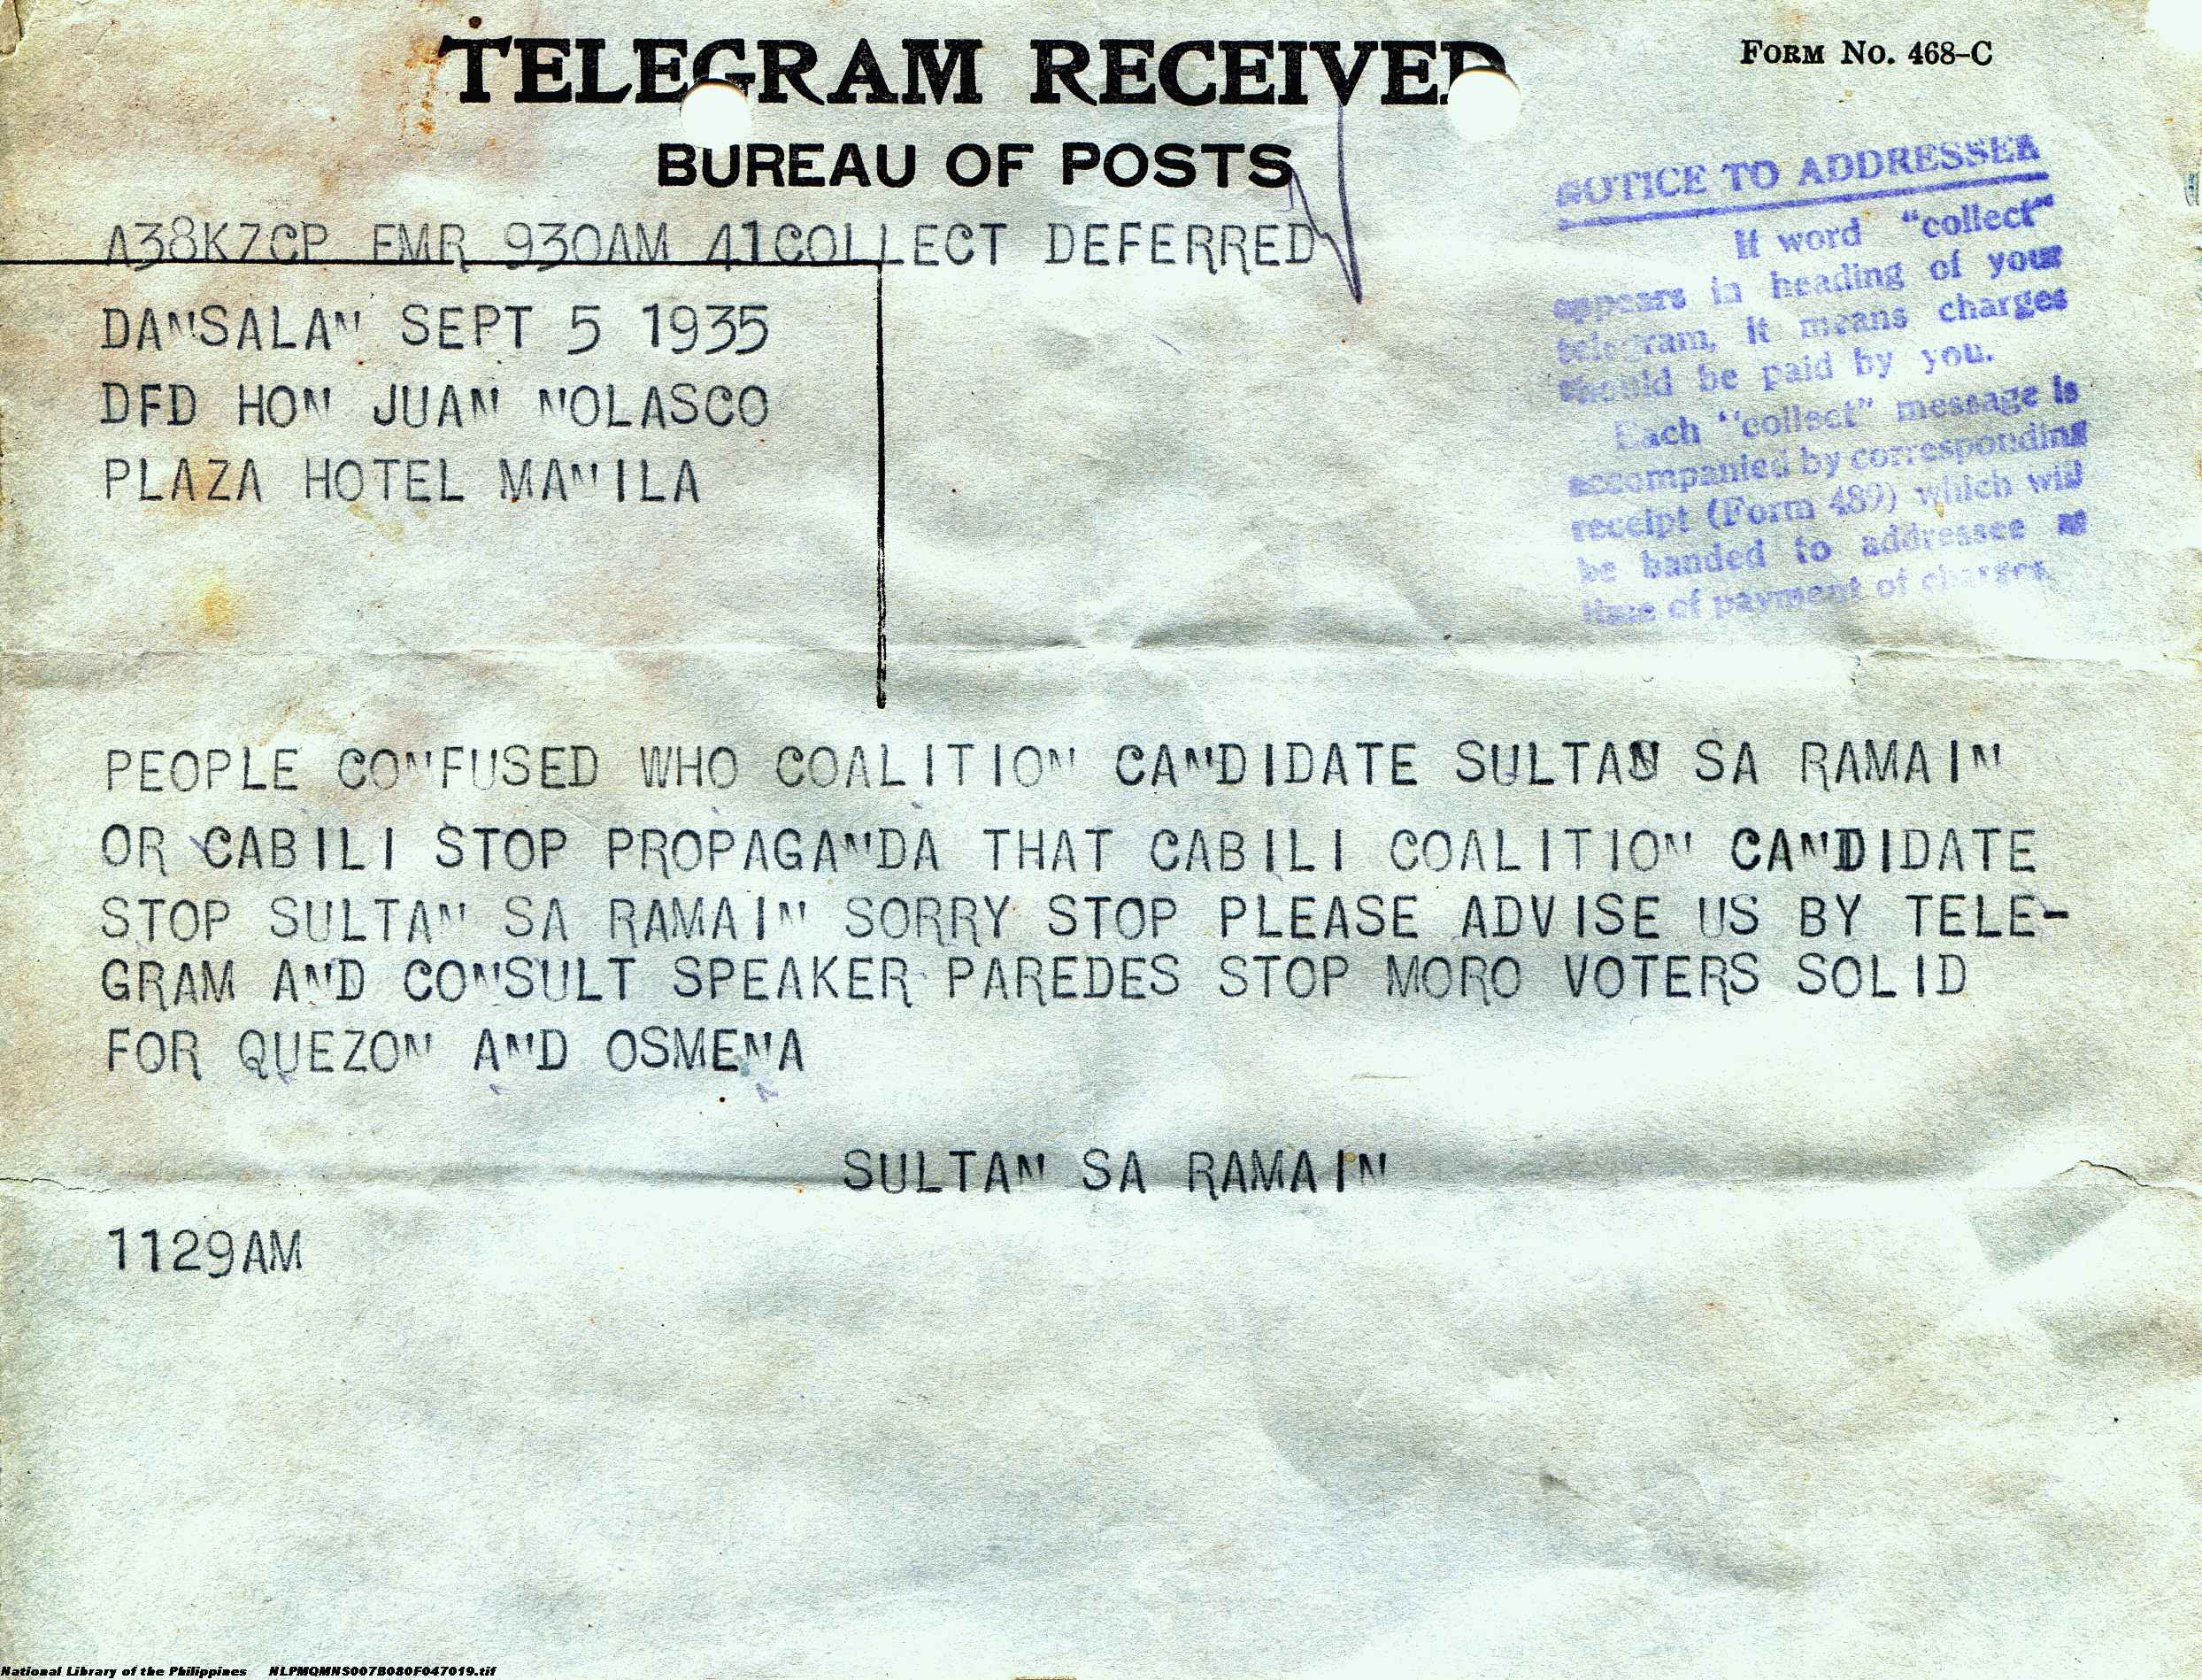 TELEGRAM RECEIVED
FORM NO. 468-C
BUREAU OF POSTS
A38KZCP FMR 930AM 41COLLECT DEFERRED
DANSALAN SEPT 5 1935
DFD HON JUAN NOLASCO
PLAZA HOTEL MANILA
NOTICE TO ADDRESSEE
If word "collect"
appears in heading of your
telegram, it means charges
should be paid by you.
Each "collect" message is
accompanied by corresponding
receipt (Form 489) which will
be handed to addressee at
time of payment of charges.
PEOPLE CONFUSED WHO COALITION CANDIDATE SULTAN SA RAMAIN
OR CABILI STOP PROPAGANDA THAT CABILI COALITION CANDIDATE
STOP SULTAN SA RAMAIN SORRY STOP PLEASE ADVISE US BY TELE-
GRAM AND CONSULT SPEAKER PAREDES STOP MORO VOTERS SOLID
FOR QUEZON AND OSMENA
SULTAN SA RAMAIN
1129AM
National Library of the Philippines NLPMQMNS007B080F047019.tif